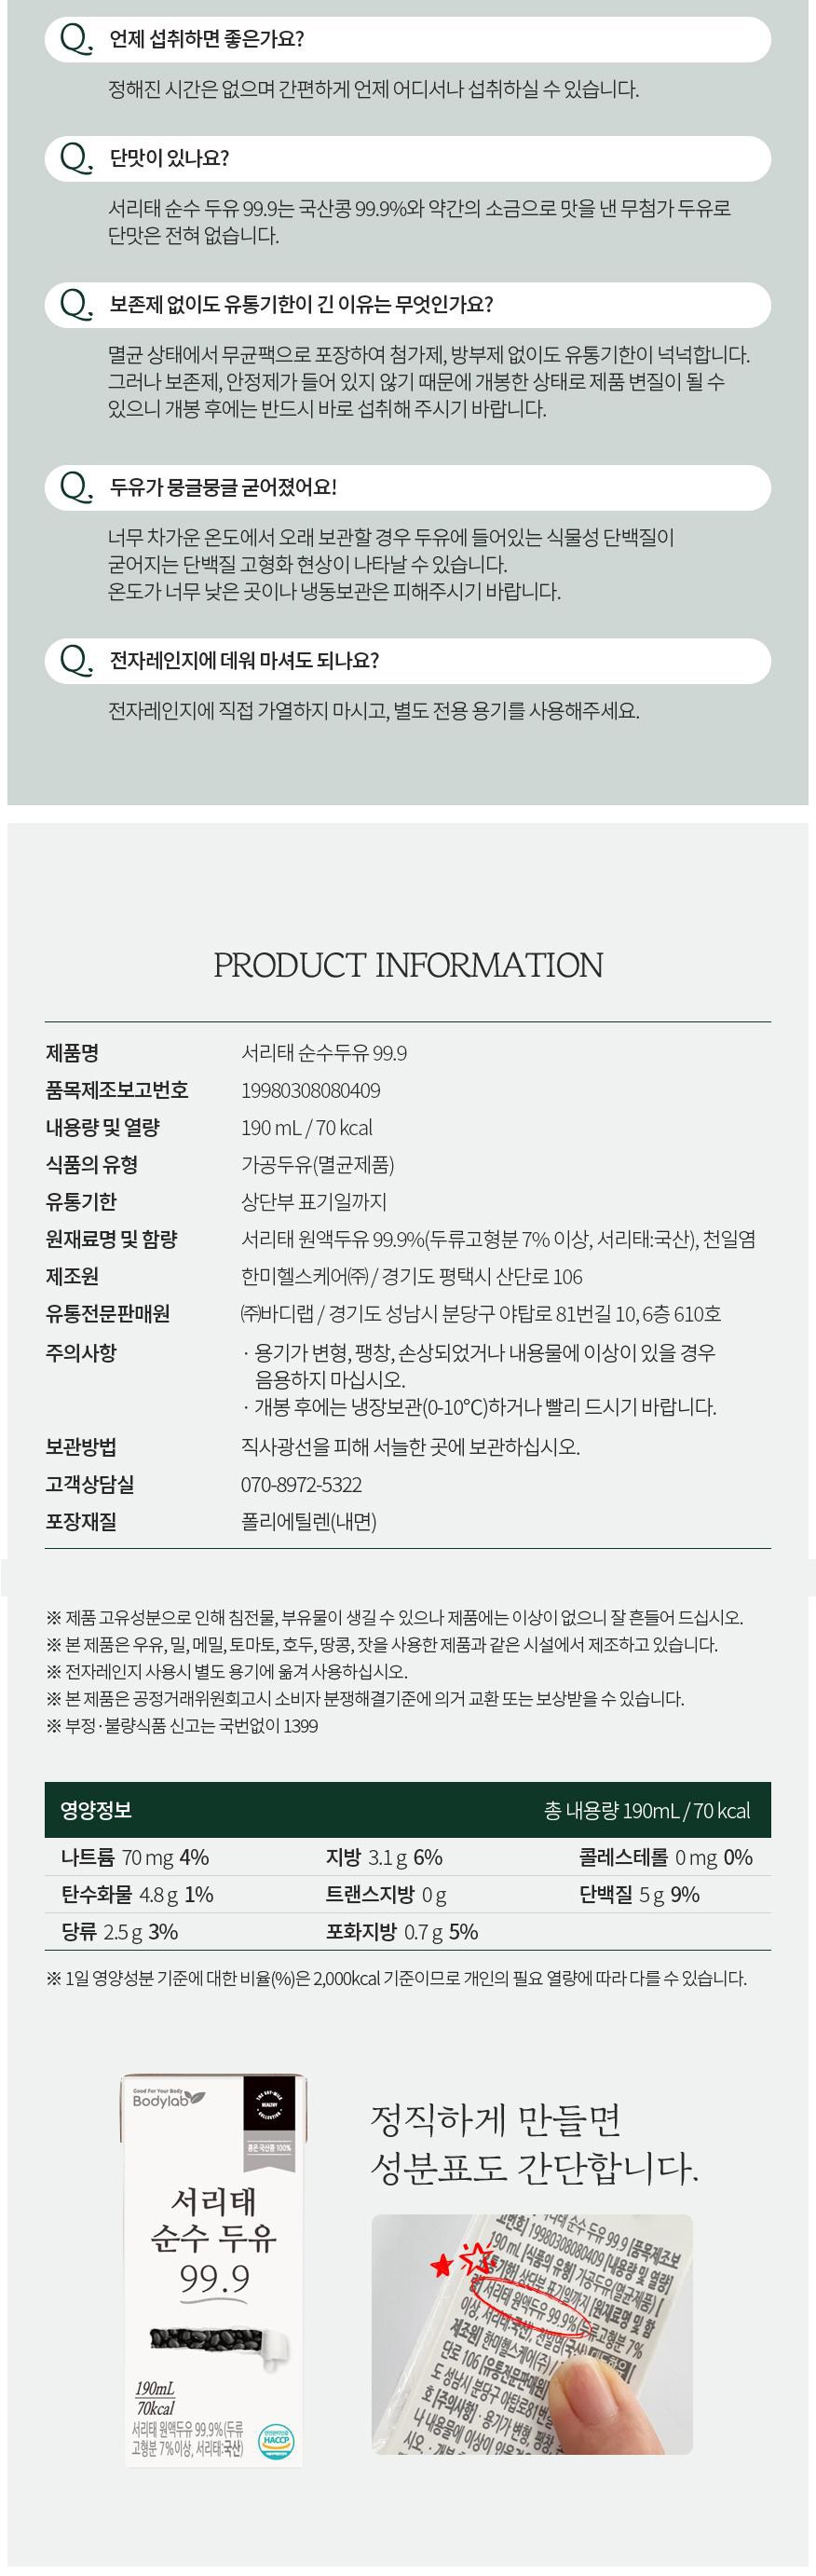 Q. 언제 섭취하면 좋은가요?
정해진 시간은 없으며 간편하게 언제 어디서나 섭취하실 수 있습니다.
Q. 단맛이 있나요?
서리태 순수 두유 99.9는 국산콩 99.9%와 약간의 소금으로 맛을 낸 무첨가 두유로
단맛은 전혀 없습니다.
Q. 보존제 없이도 유통기한이 긴 이유는 무엇인가요?
멸균 상태에서 무균팩으로 포장하여 첨가제, 방부제 없이도 유통기한이 넉넉합니다.
그러나 보존제, 안정제가 들어 있지 않기 때문에 개봉한 상태로 제품 변질이 될 수
있으니 개봉 후에는 반드시 바로 섭취해 주시기 바랍니다.
Q. 두유가 뭉글뭉글 굳어졌어요!
너무 차가운 온도에서 오래 보관할 경우 두유에 들어있는 식물성 단백질이
굳어지는 단백질 고형화 현상이 나타날 수 있습니다.
온도가 너무 낮은 곳이나 냉동보관은 피해주시기 바랍니다.
Q. 전자레인지에 데워 마셔도 되나요?
전자레인지에 직접 가열하지 마시고, 별도 전용 용기를 사용해주세요.
PRODUCT INFORMATION
제품명 서리태 순수두유 99.9
품목제조보고번호 19980308080409
내용량 및 열량 190 mL / 70 kcal
식품의 유형 가공두유(멸균제품)
유통기한 상단부 표기일까지
원재료명 및 함량 서리태 원액두유 99.9%(두류고형분 7% 이상, 서리태:국산), 천일염
제조원 한미헬스케어㈜ / 경기도 평택시 산단로 106
유통전문판매원 ㈜바디랩 / 경기도 성남시 분당구 야탑로 81번길 10, 6층 610호
주의사항 · 용기가 변형, 팽창, 손상되었거나 내용물에 이상이 있을 경우
음용하지 마십시오.
· 개봉 후에는 냉장보관(0-10℃)하거나 빨리 드시기 바랍니다.
보관방법 직사광선을 피해 서늘한 곳에 보관하십시오.
고객상담실 070-8972-5322
포장재질 폴리에틸렌(내면)
※ 제품 고유성분으로 인해 침전물, 부유물이 생길 수 있으나 제품에는 이상이 없으니 잘 흔들어 드십시오.
※ 본 제품은 우유, 밀, 메밀, 토마토, 호두, 땅콩, 잣을 사용한 제품과 같은 시설에서 제조하고 있습니다.
※ 전자레인지 사용시 별도 용기에 옮겨 사용하십시오.
※ 본 제품은 공정거래위원회고시 소비자 분쟁해결기준에 의거 교환 또는 보상받을 수 있습니다.
※ 부정·불량식품 신고는 국번없이 1399
영양정보 총 내용량 190mL / 70 kcal
나트륨 70 mg 4% 지방 3.1 g 6% 콜레스테롤 0 mg 0%
탄수화물 4.8 g 1% 트랜스지방 0 g 단백질 5 g 9%
당류 2.5 g 3% 포화지방 0.7 g 5%
※ 1일 영양성분 기준에 대한 비율(%)은 2,000kcal 기준이므로 개인의 필요 열량에 따라 다를 수 있습니다.
Good For Your Body
Bodylab
THE SOY-MILK
HEALTHY
COLLECTION
품은 국산콩 100%
서리태
순수 두유
99.9
190mL
70kcal
서리태 원액두유 99.9%(두류
고형분 7%이상, 서리태:국산)
HACCP
정직하게 만들면
성분표도 간단합니다.
서리태 순수 두유 99.9 [품목제조보
고번호] 19980308080409 [내용량 및 열량]
190 mL [식품의 유형] 가공두유(멸균제품) [
유통기한] 상단부 표기일까지 [원재료명 및 함
량] 서리태 원액두유 99.9%(두류고형분 7%
이상, 서리태:국산), 천일염(국산)
제조원] 한미헬스케어(주) /
단로 106 [유통전문판매원]
도 성남시 분당구 야탑로81번
호 [주의사항] · 용기가 변형, 팽창,
나 내용물에 이상이 있을
시오. · 개봉